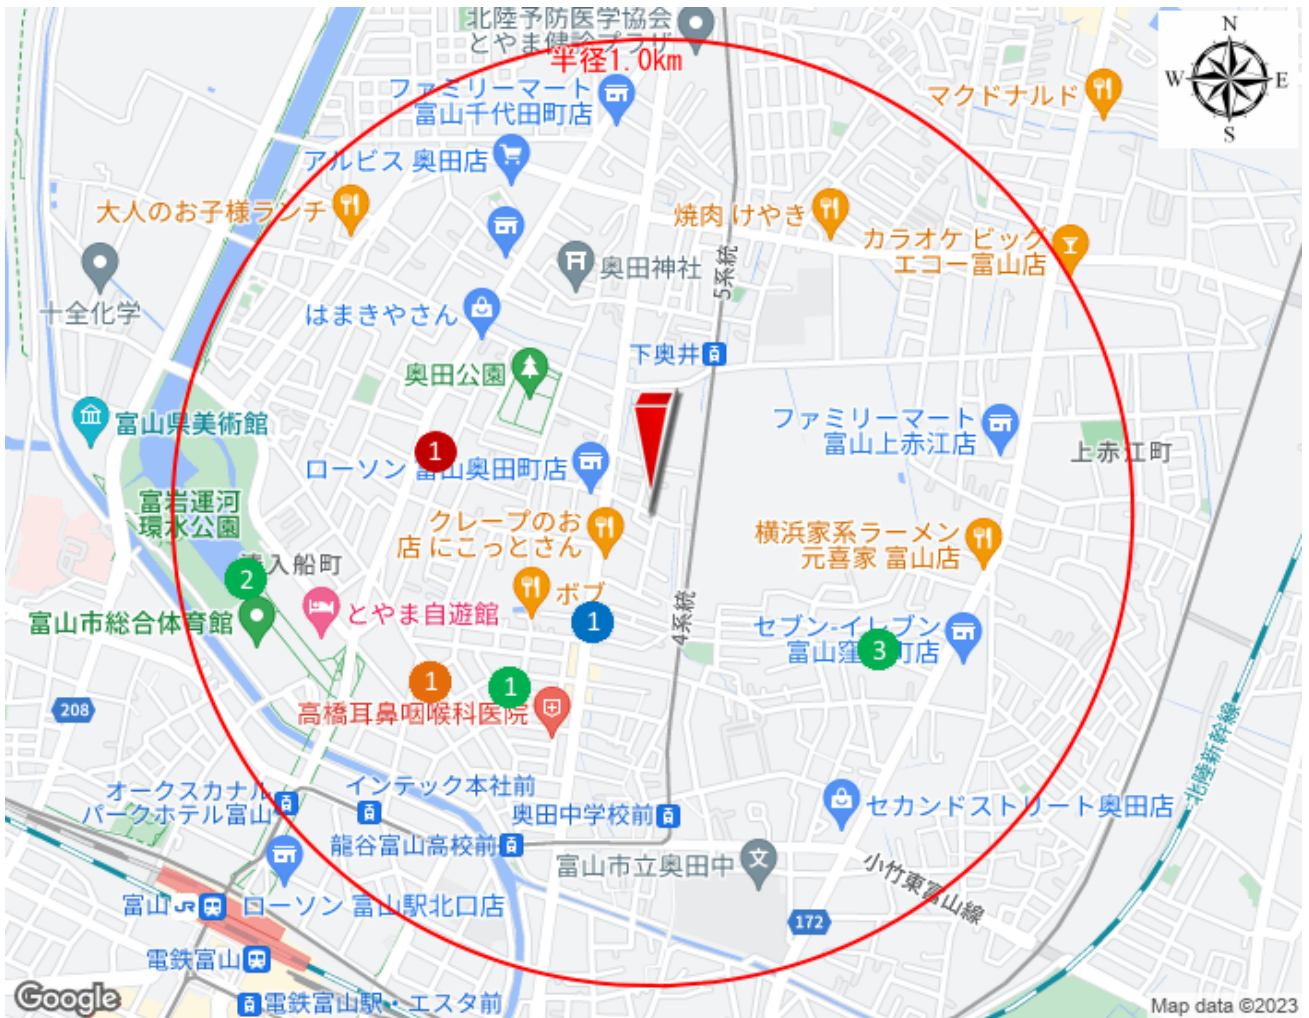 北陸予防医学協会
とやま健診プラザ
半径1.0km
N
W
E
S
ファミリーマート
富山千代田町店
マクドナルド
アルビス 奥田店
大人のお子様ランチ
焼肉 けやき
カラオケ ビッグ
エコー富山店
奥田神社
5系統
十全化学
はまきやさん
下奥井
奥田公園
富山県美術館
ファミリーマート
富山上赤江店
上赤江町
1
ローソン 富山奥田町店
富岩運河
環水公園
クレープのお
店 にこっとさん
横浜家系ラーメン
元喜家 富山店
湊入船町
2
ボブ
とやま自遊館
富山市総合体育館
1
4系統
セブン-イレブン
富山窪 町店
3
1
1
高橋耳鼻咽喉科医院
208
オークスカナル
パークホテル富山
インテック本社前
奥田中学校前
セカンドストリート奥田店
北陸新幹線
龍谷富山高校前
富山市立奥田中
小竹東富山線
富山
JR
ローソン 富山駅北口店
172
電鉄富山
電鉄富山駅・エスタ前
Google
Map data ©2023